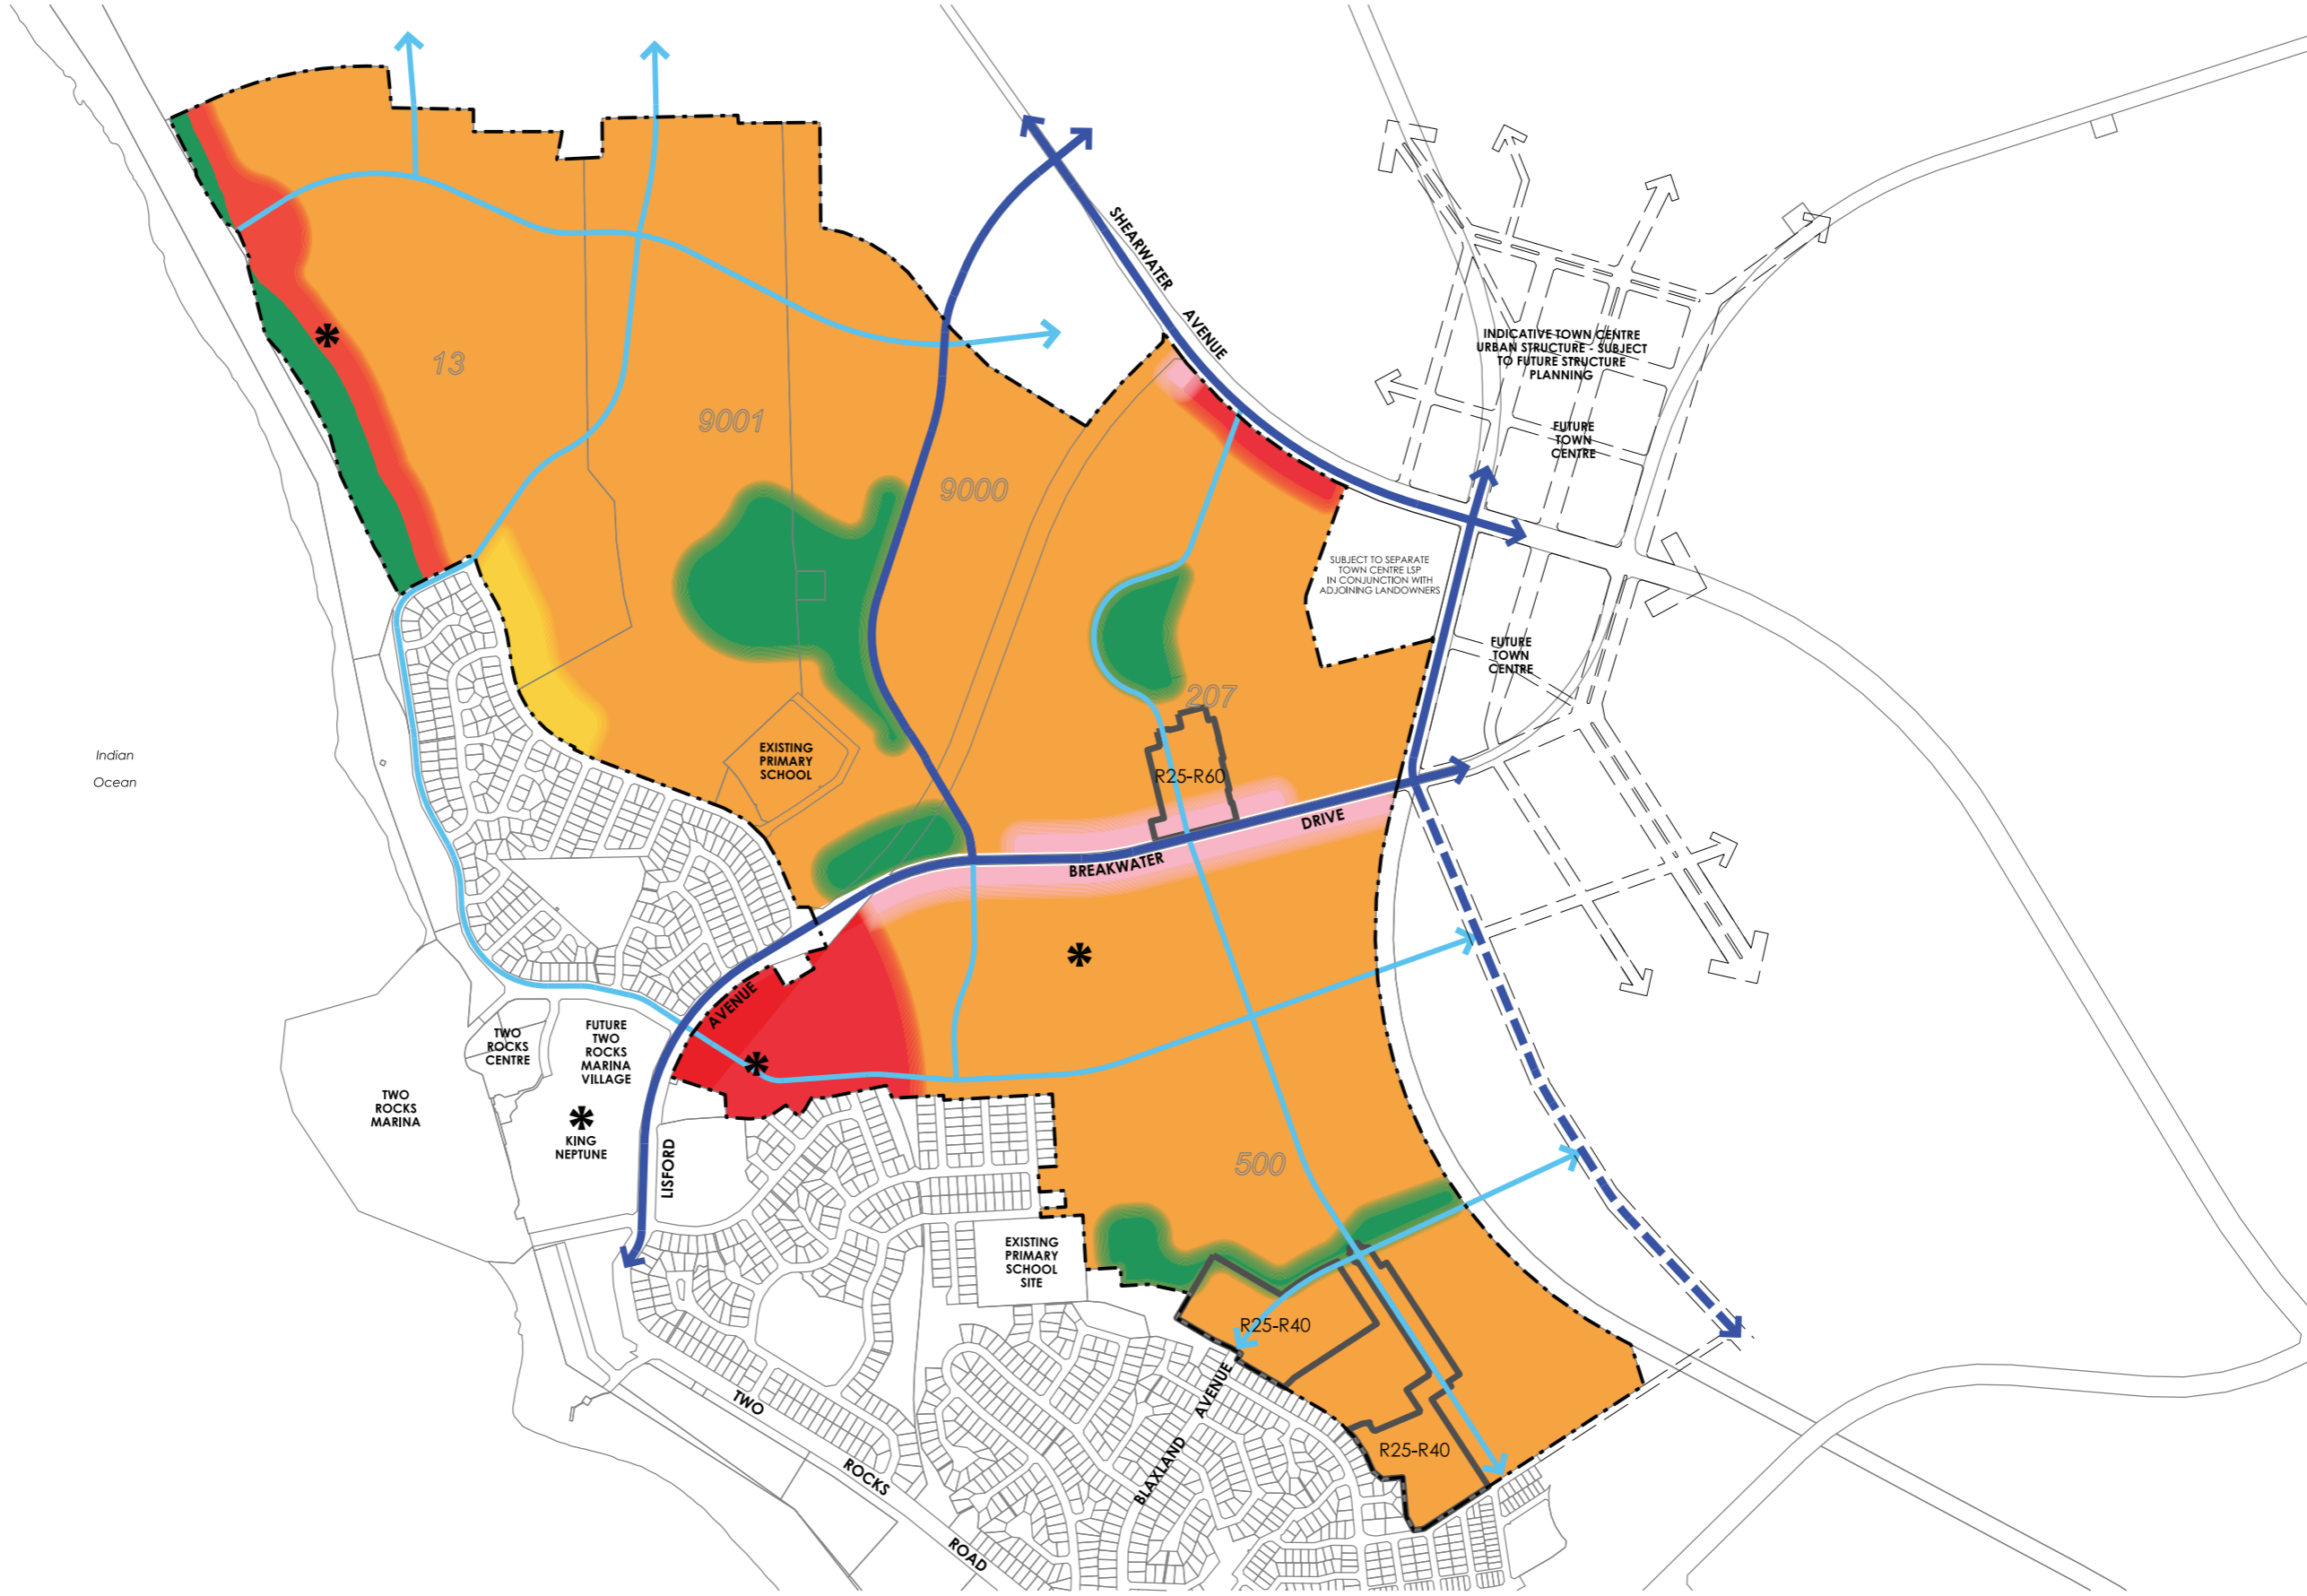 SHEARWATER
AVENUE
INDICATIVE TOWN CENTRE
URBAN STRUCTURE - SUBJECT
TO FUTURE STRUCTURE
PLANNING
13
9001
FUTURE
TOWN
CENTRE
9000
SUBJECT TO SEPARATE
TOWN CENTRE LSP
IN CONJUNCTION WITH
ADJOINING LANDOWNERS
FUTURE
TOWN
CENTRE
207
Indian
Ocean
EXISTING
PRIMARY
SCHOOL
R25-R60
DRIVE
BREAKWATER
AVENUE
TWO
ROCKS
CENTRE
FUTURE
TWO
ROCKS
MARINA
VILLAGE
TWO
ROCKS
MARINA
KING
NEPTUNE
LISFORD
500
EXISTING
PRIMARY
SCHOOL
SITE
R25-R40
AVENUE
BLAXLAND
R25-R40
TWO
ROCKS
ROAD